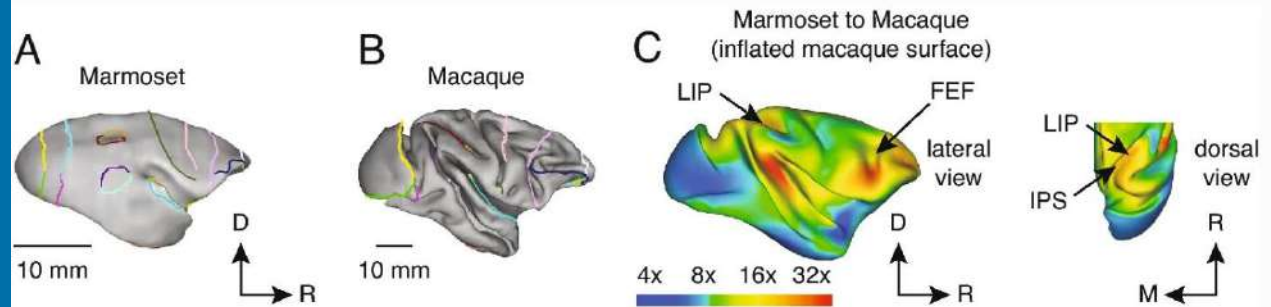 A
Marmoset
10 mm
D
R
B
Macaque
10 mm
C
Marmoset to Macaque
(inflated macaque surface)
LIP
FEF
lateral
view
D
R
4x 8x 16x 32x
LIP
IPS
dorsal
view
R
M